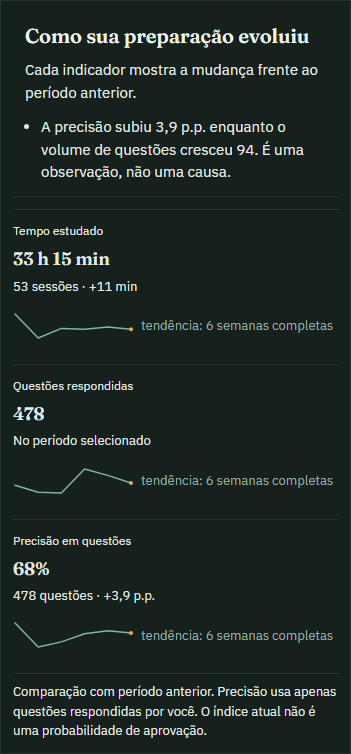 Como sua preparação evoluiu
Cada indicador mostra a mudança frente ao
período anterior.
• A precisão subiu 3,9 p.p. enquanto o
volume de questões cresceu 94. É uma
observação, não uma causa.
Tempo estudado
33 h 15 min
53 sessões · +11 min
tendência: 6 semanas completas
Questões respondidas
478
No período selecionado
tendência: 6 semanas completas
Precisão em questões
68%
478 questões · +3,9 p.p.
tendência: 6 semanas completas
Comparação com período anterior. Precisão usa apenas
questões respondidas por você. O índice atual não é
uma probabilidade de aprovação.